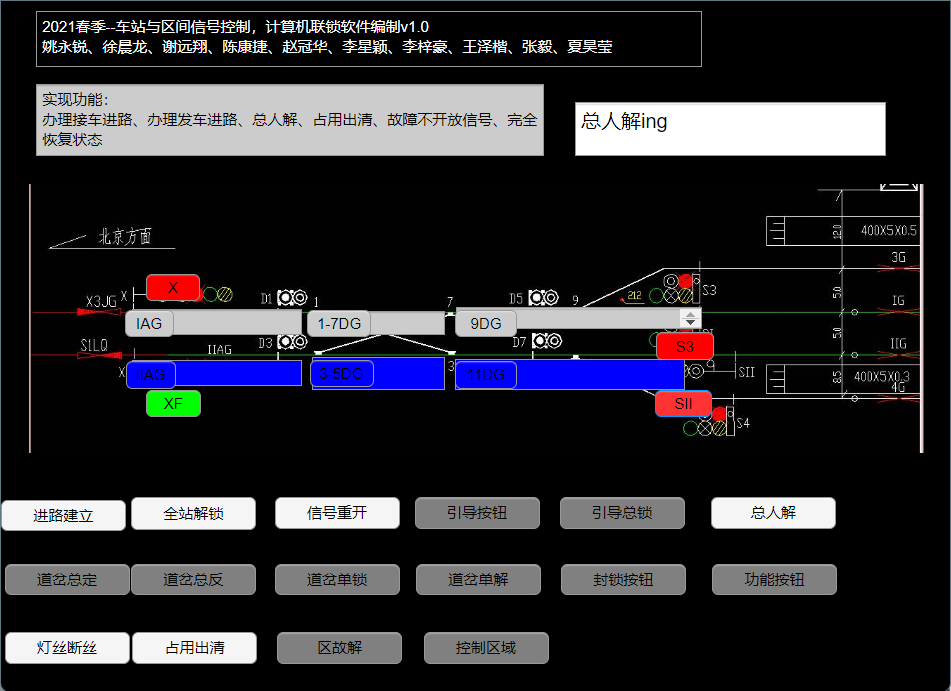 2021春季--车站与区间信号控制，计算机联锁软件编制v1.0
姚永锐、徐晨龙、谢远翔、陈康捷、赵冠华、李星颖、李梓豪、王泽楷、张毅、夏昊莹
实现功能：
办理接车进路、办理发车进路、总人解、占用出清、故障不开放信号、完全
恢复状态
总人解ing
北京方面
12.0
400X5X0.5
3G
X3JG
X
X
D1
1
7
D5
9
212
S3
5.0
IG
IAG
1-7DG
9DG
S1LQ
IIAG
D3
D7
S3
5.0
IIG
X
IIAG
3-5DG
3
11DG
SII
8.5
400X5X0.3
4G
XF
SII
S4
进路建立
全站解锁
信号重开
引导按钮
引导总锁
总人解
道岔总定
道岔总反
道岔单锁
道岔单解
封锁按钮
功能按钮
灯丝断丝
占用出清
区故解
控制区域